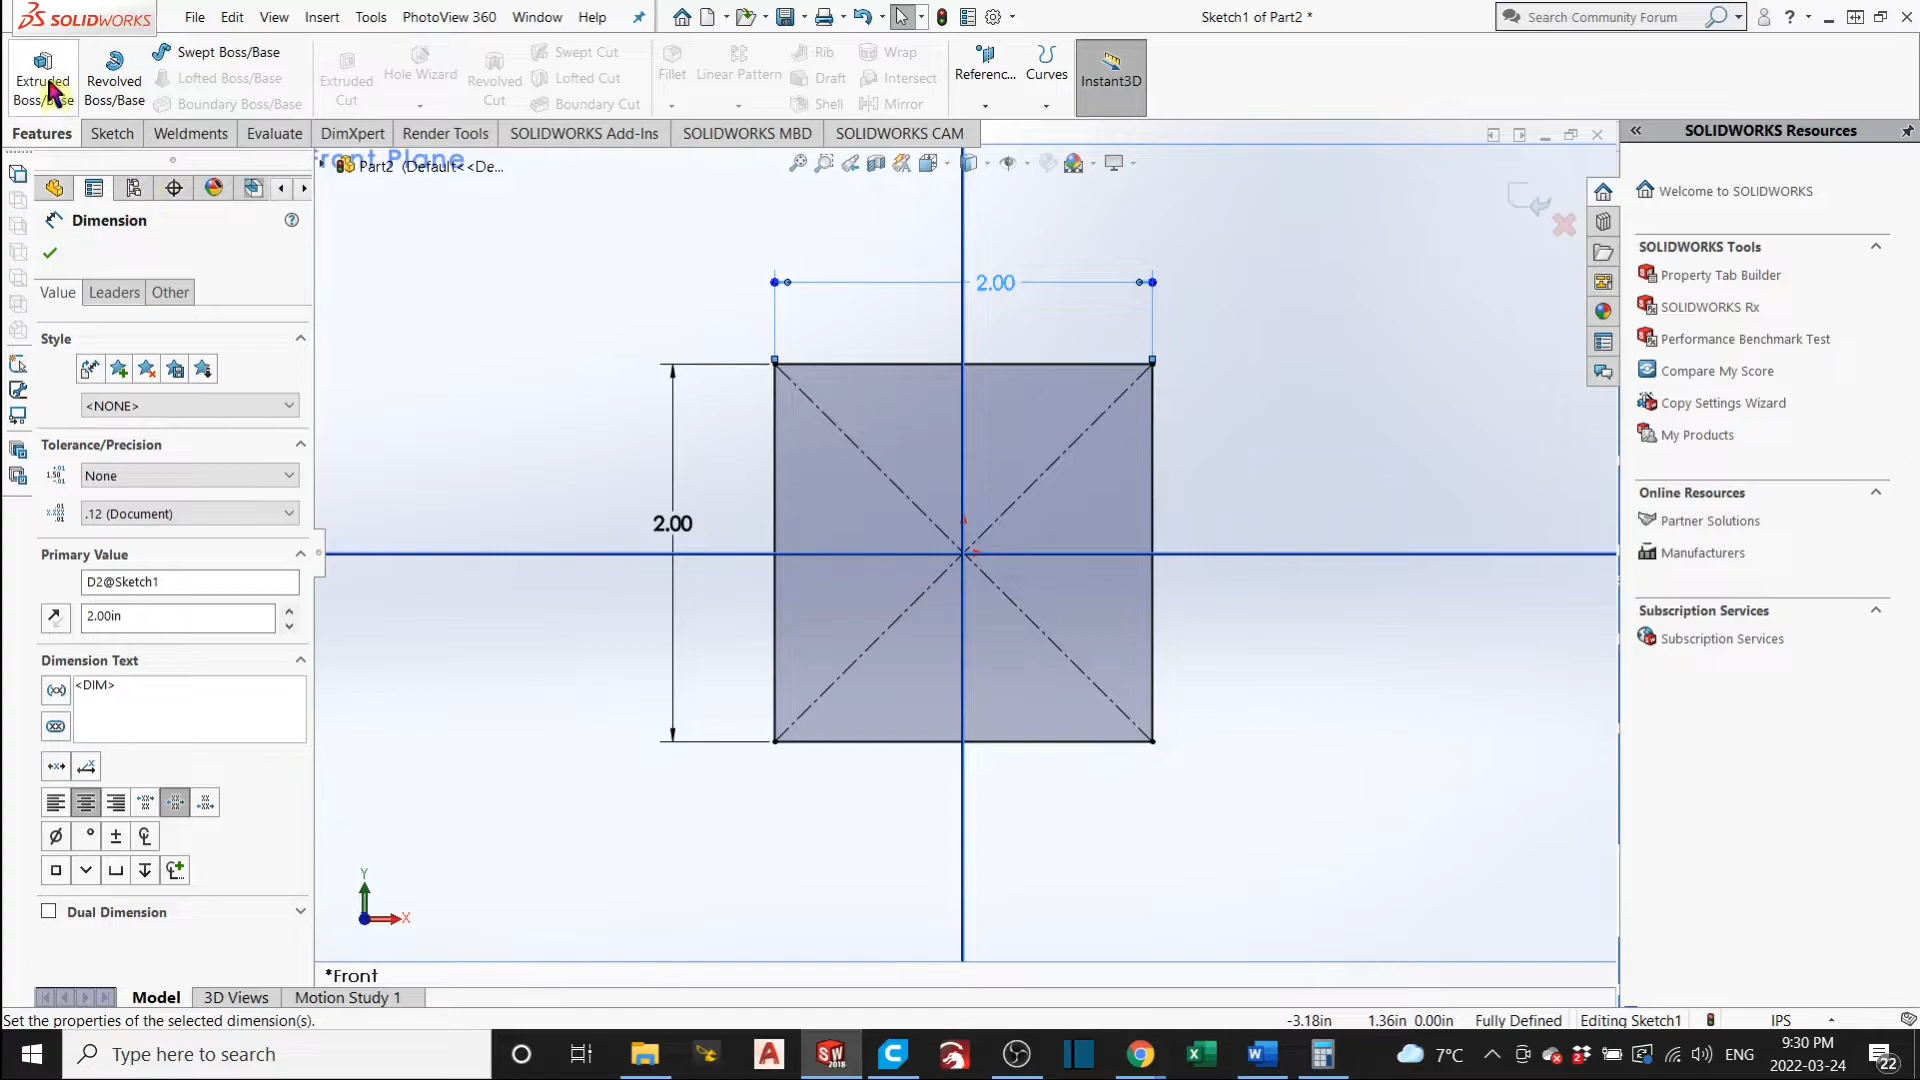 SOLIDWORKS
File Edit View Insert Tools PhotoView 360 Window Help
Sketch1 of Part2 *
Search Community Forum
Extruded Boss/Base
Revolved Boss/Base
Swept Boss/Base
Lofted Boss/Base
Boundary Boss/Base
Extruded Cut
Hole Wizard
Revolved Cut
Swept Cut
Lofted Cut
Boundary Cut
Fillet
Linear Pattern
Rib
Draft
Shell
Wrap
Intersect
Mirror
Referenc...
Curves
Instant3D
Features Sketch Weldments Evaluate DimXpert Render Tools SOLIDWORKS Add-Ins SOLIDWORKS MBD SOLIDWORKS CAM
Front Plane
Part2 (Default<<De...
Dimension
Value Leaders Other
Style
<NONE>
Tolerance/Precision
None
.12 (Document)
Primary Value
D2@Sketch1
2.00in
Dimension Text
<DIM>
Dual Dimension
2.00
2.00
Y
X
*Front
SOLIDWORKS Resources
Welcome to SOLIDWORKS
SOLIDWORKS Tools
Property Tab Builder
SOLIDWORKS Rx
Performance Benchmark Test
Compare My Score
Copy Settings Wizard
My Products
Online Resources
Partner Solutions
Manufacturers
Subscription Services
Subscription Services
Model 3D Views Motion Study 1
Set the properties of the selected dimension(s).
-3.18in 1.36in 0.00in Fully Defined Editing Sketch1 IPS
Type here to search
7°C
ENG
9:30 PM
2022-03-24
22